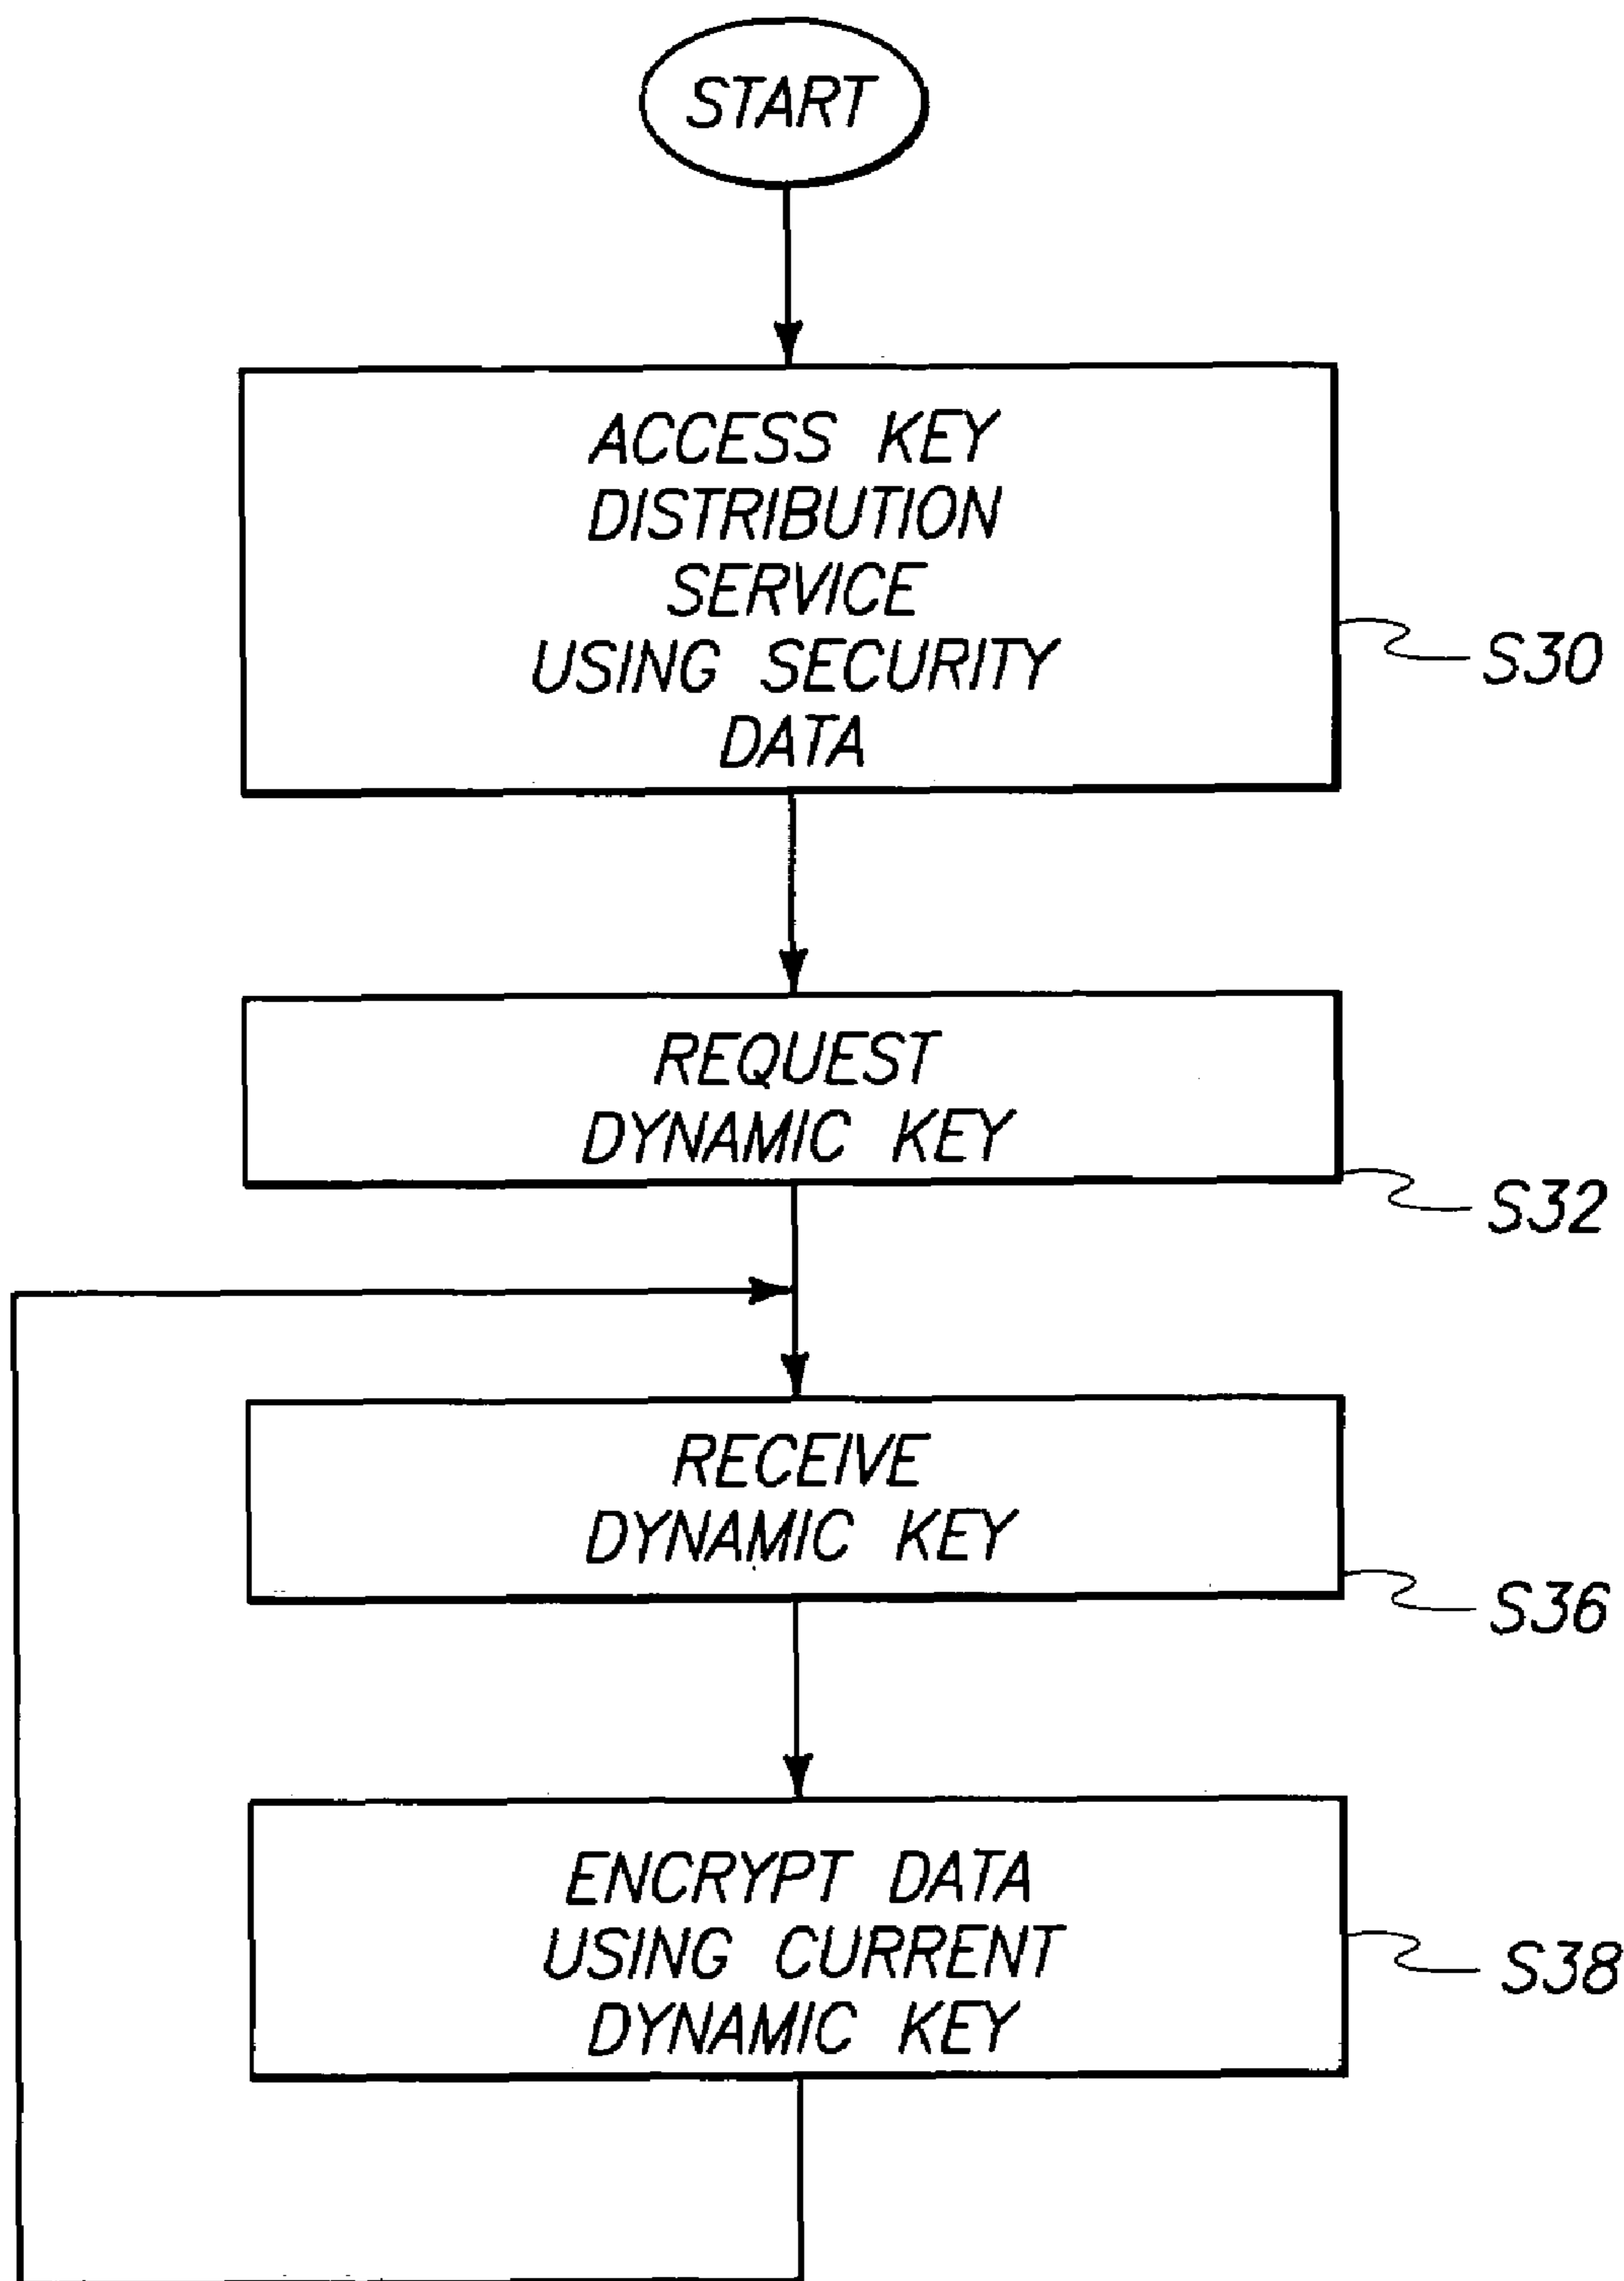 START
ACCESS KEY
DISTRIBUTION
SERVICE
USING SECURITY
DATA
S30
REQUEST
DYNAMIC KEY
S32
RECEIVE
DYNAMIC KEY
S36
ENCRYPT DATA
USING CURRENT
DYNAMIC KEY
S38